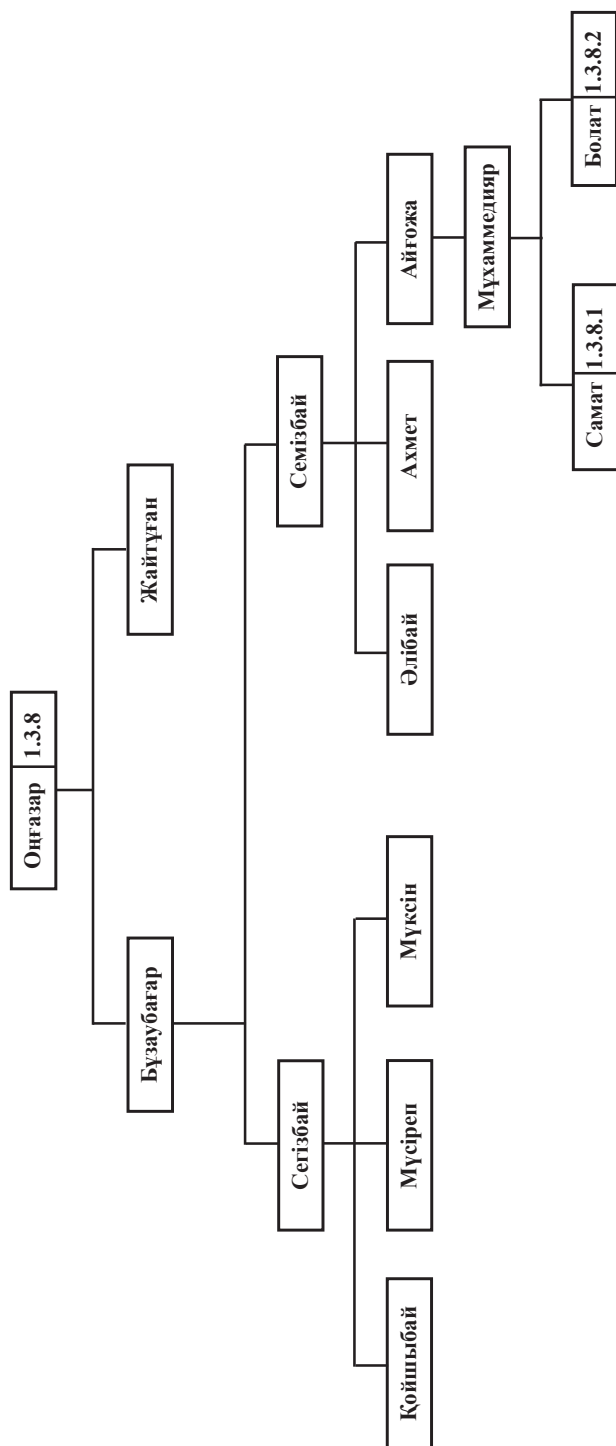 Оңғазар 1.3.8
Бұзаубағар
Жайтұған
Сегізбай
Семізбай
Қойшыбай
Мүсіреп
Мүксін
Әлібай
Ахмет
Айғожа
Мұхаммедияр
Самат 1.3.8.1
Болат 1.3.8.2